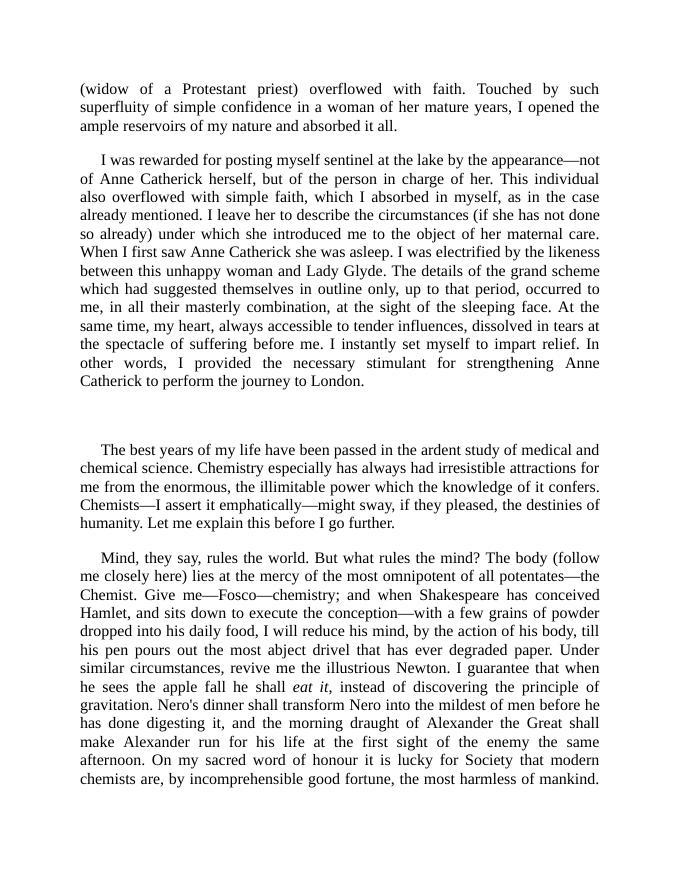 (widow of a Protestant priest) overflowed with faith. Touched by such
superfluity of simple confidence in a woman of her mature years, I opened the
ample reservoirs of my nature and absorbed it all.
I was rewarded for posting myself sentinel at the lake by the appearance—not
of Anne Catherick herself, but of the person in charge of her. This individual
also overflowed with simple faith, which I absorbed in myself, as in the case
already mentioned. I leave her to describe the circumstances (if she has not done
so already) under which she introduced me to the object of her maternal care.
When I first saw Anne Catherick she was asleep. I was electrified by the likeness
between this unhappy woman and Lady Glyde. The details of the grand scheme
which had suggested themselves in outline only, up to that period, occurred to
me, in all their masterly combination, at the sight of the sleeping face. At the
same time, my heart, always accessible to tender influences, dissolved in tears at
the spectacle of suffering before me. I instantly set myself to impart relief. In
other words, I provided the necessary stimulant for strengthening Anne
Catherick to perform the journey to London.
The best years of my life have been passed in the ardent study of medical and
chemical science. Chemistry especially has always had irresistible attractions for
me from the enormous, the illimitable power which the knowledge of it confers.
Chemists—I assert it emphatically—might sway, if they pleased, the destinies of
humanity. Let me explain this before I go further.
Mind, they say, rules the world. But what rules the mind? The body (follow
me closely here) lies at the mercy of the most omnipotent of all potentates—the
Chemist. Give me—Fosco—chemistry; and when Shakespeare has conceived
Hamlet, and sits down to execute the conception—with a few grains of powder
dropped into his daily food, I will reduce his mind, by the action of his body, till
his pen pours out the most abject drivel that has ever degraded paper. Under
similar circumstances, revive me the illustrious Newton. I guarantee that when
he sees the apple fall he shall eat it, instead of discovering the principle of
gravitation. Nero's dinner shall transform Nero into the mildest of men before he
has done digesting it, and the morning draught of Alexander the Great shall
make Alexander run for his life at the first sight of the enemy the same
afternoon. On my sacred word of honour it is lucky for Society that modern
chemists are, by incomprehensible good fortune, the most harmless of mankind.